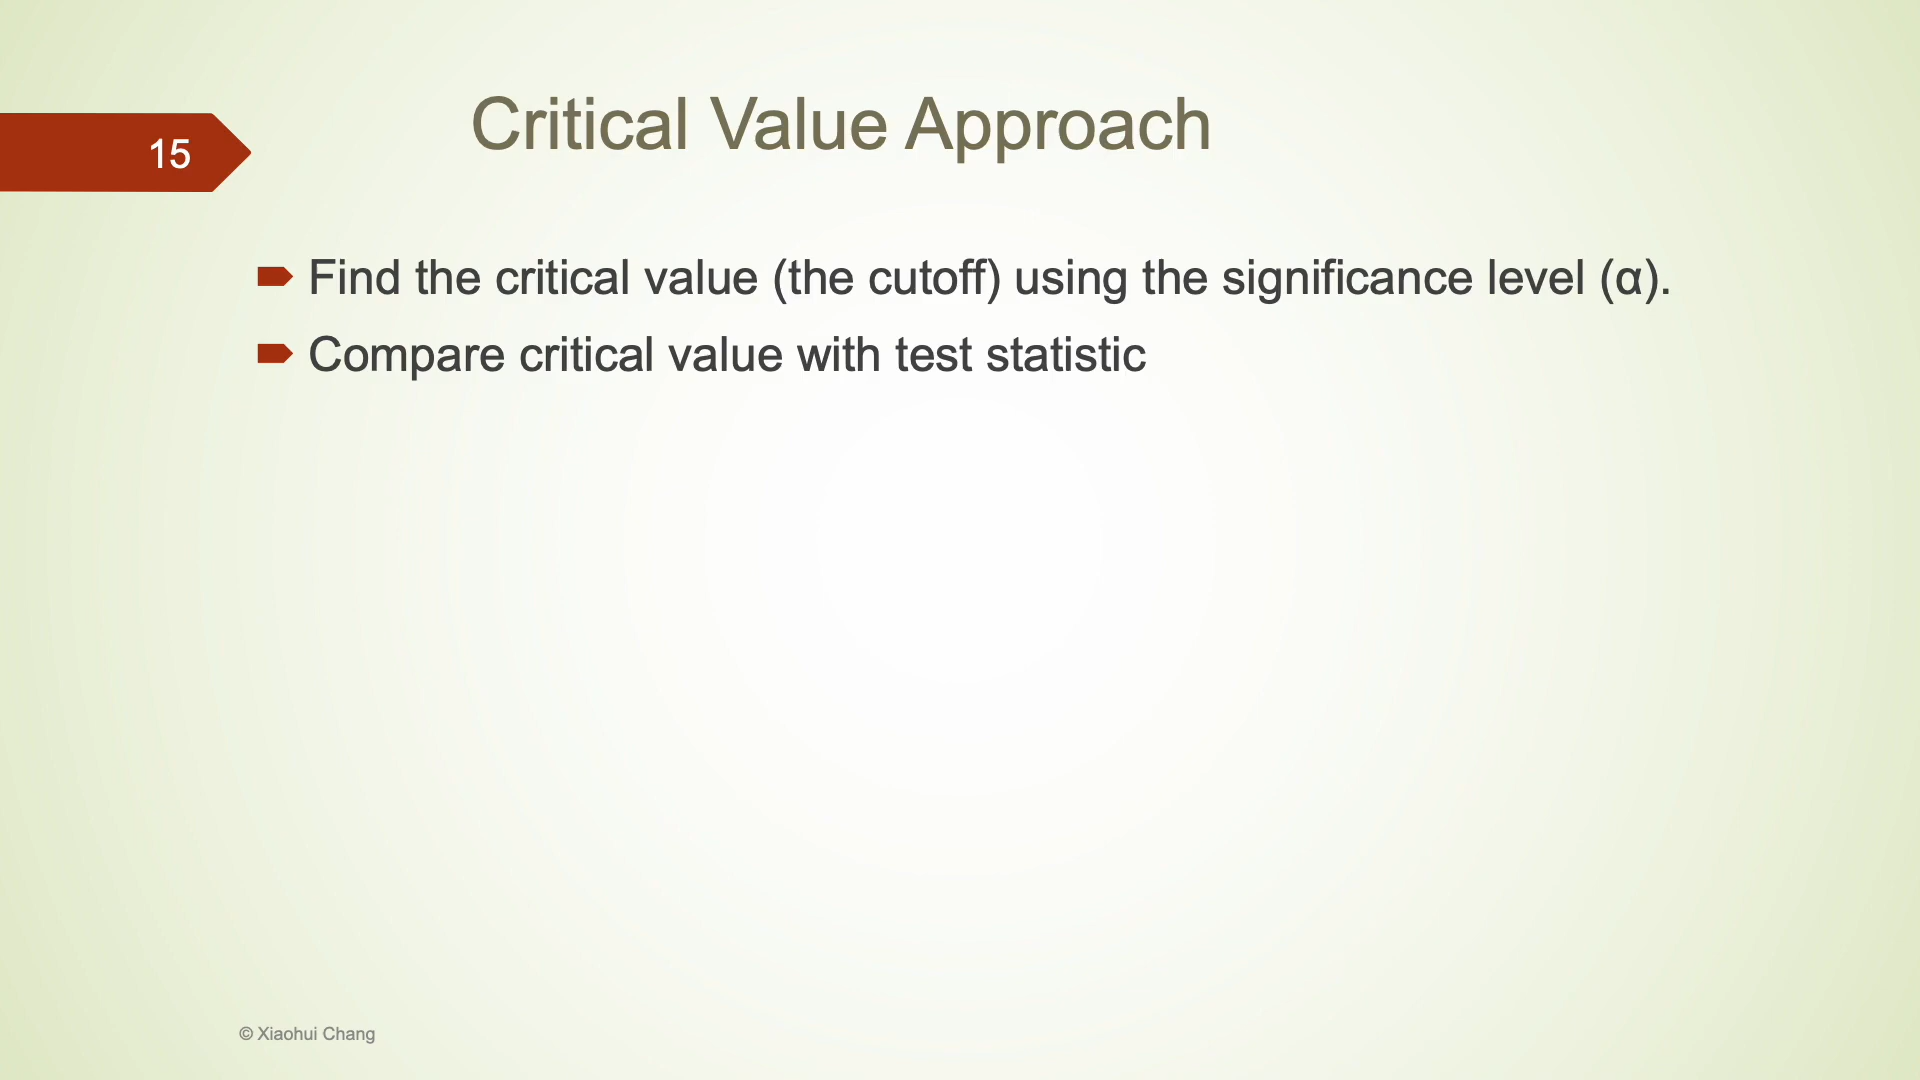 15
Critical Value Approach
Find the critical value (the cutoff) using the significance level (α).
Compare critical value with test statistic
© Xiaohui Chang